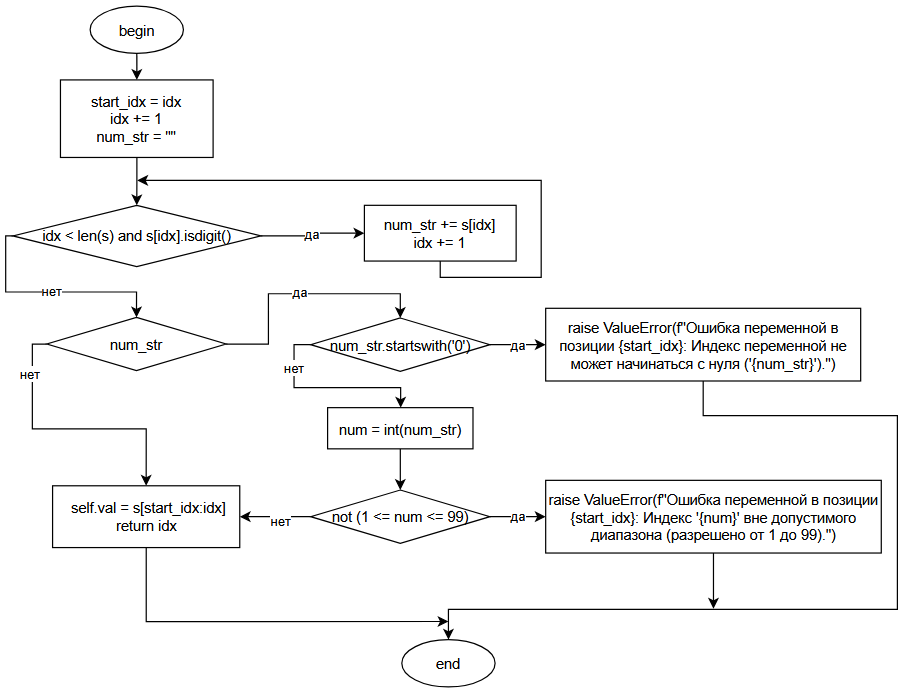 begin
start_idx = idx
idx += 1
num_str = ""
idx < len(s) and s[idx].isdigit()
да
num_str += s[idx]
idx += 1
нет
num_str
да
нет
num_str.startswith('0')
да
нет
raise ValueError(f"Ошибка переменной в
позиции {start_idx}: Индекс переменной не
может начинаться с нуля ('{num_str}').")
num = int(num_str)
not (1 <= num <= 99)
да
нет
raise ValueError(f"Ошибка переменной в позиции
{start_idx}: Индекс '{num}' вне допустимого
диапазона (разрешено от 1 до 99).")
self.val = s[start_idx:idx]
return idx
end